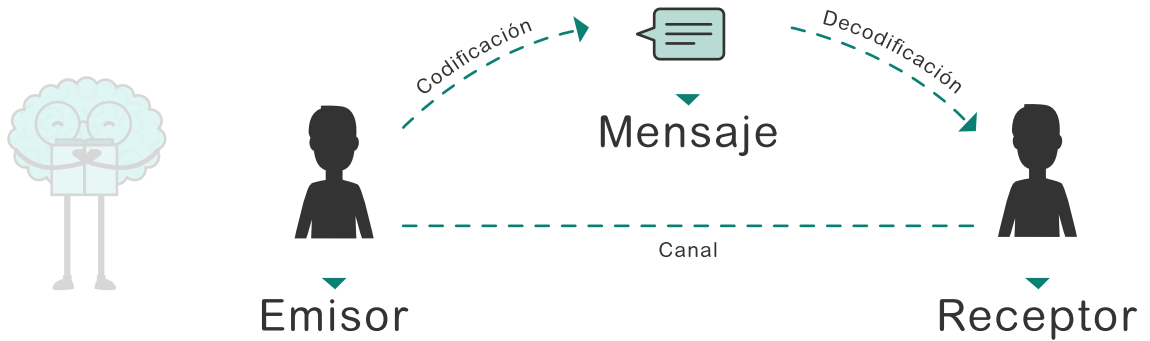 Codificación
Decodificación
Mensaje
Canal
Emisor
Receptor